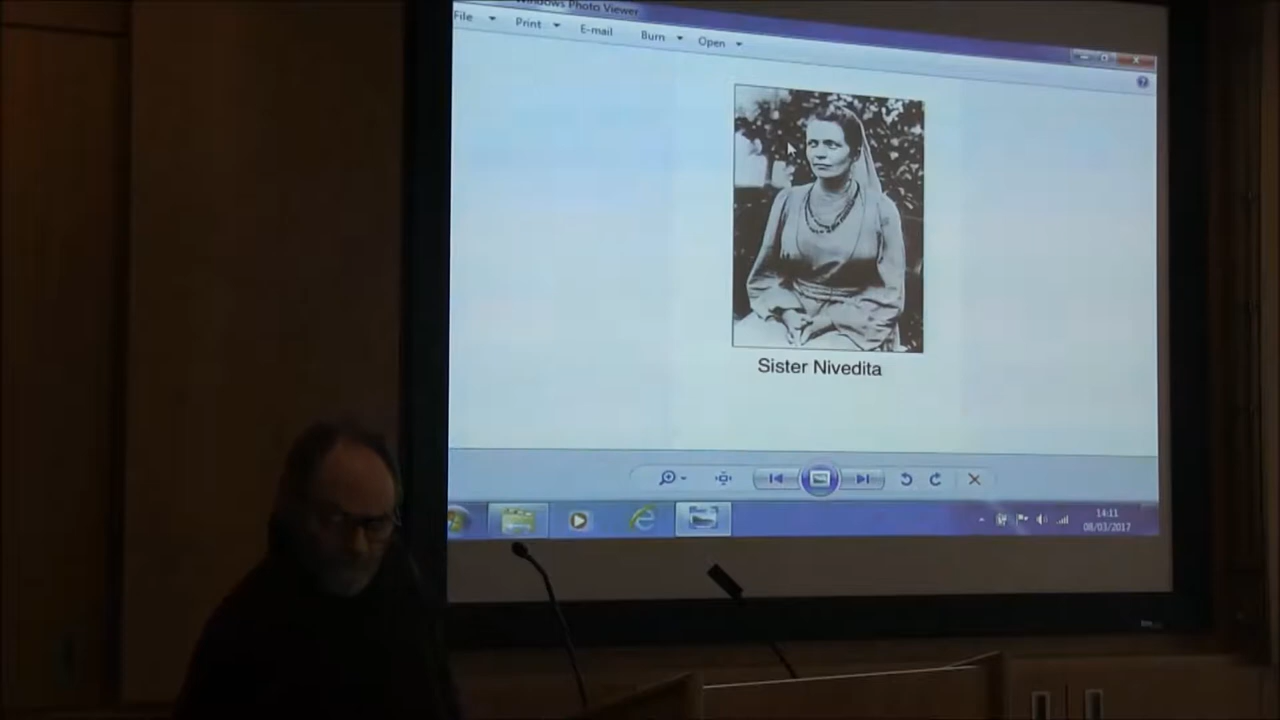 Windows Photo Viewer
File Print E-mail Burn Open
Sister Nivedita
14:11
08/03/2017